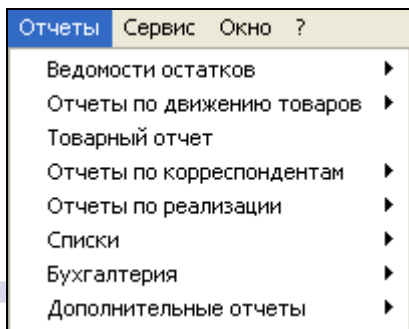 Отчеты Сервис Окно ?
Ведомости остатков
Отчеты по движению товаров
Товарный отчет
Отчеты по корреспондентам
Отчеты по реализации
Списки
Бухгалтерия
Дополнительные отчеты